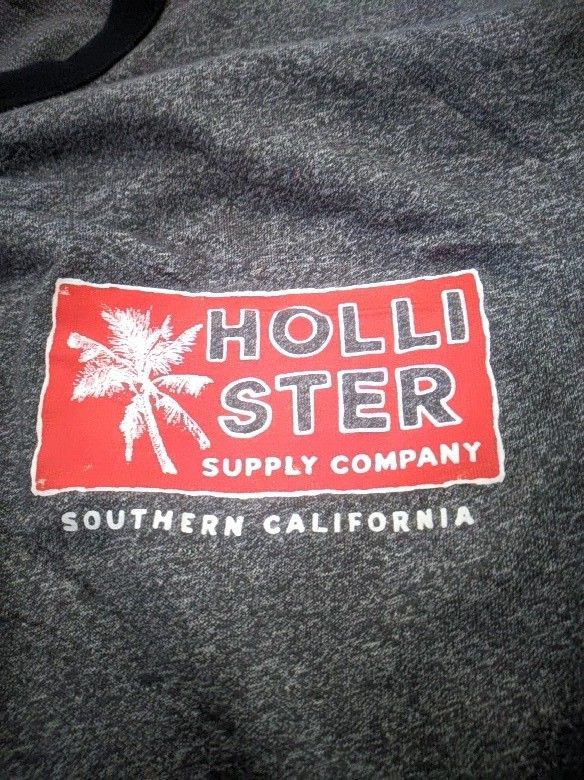 HOLLI
STER
SUPPLY COMPANY
SOUTHERN CALIFORNIA